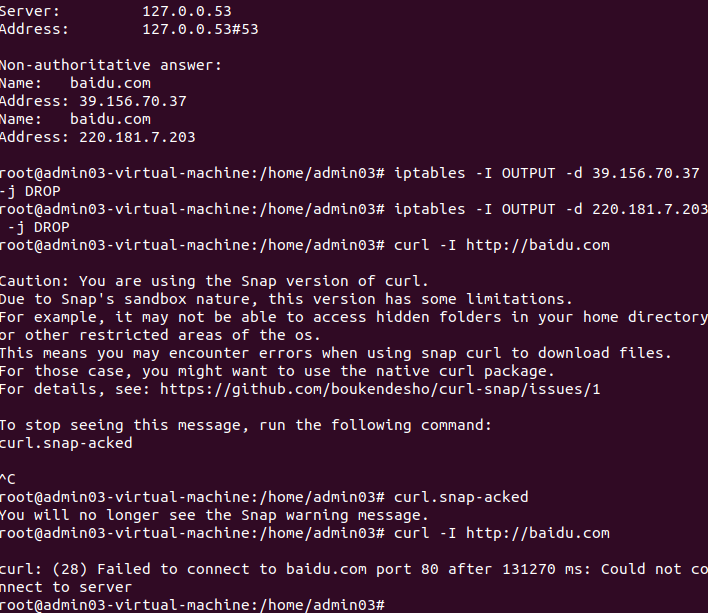 Server:         127.0.0.53
Address:        127.0.0.53#53
Non-authoritative answer:
Name:   baidu.com
Address: 39.156.70.37
Name:   baidu.com
Address: 220.181.7.203
root@admin03-virtual-machine:/home/admin03# iptables -I OUTPUT -d 39.156.70.37
-j DROP
root@admin03-virtual-machine:/home/admin03# iptables -I OUTPUT -d 220.181.7.203
 -j DROP
root@admin03-virtual-machine:/home/admin03# curl -I http://baidu.com
Caution: You are using the Snap version of curl.
Due to Snap's sandbox nature, this version has some limitations.
For example, it may not be able to access hidden folders in your home directory
or other restricted areas of the os.
This means you may encounter errors when using snap curl to download files.
For those case, you might want to use the native curl package.
For details, see: https://github.com/boukendesho/curl-snap/issues/1
To stop seeing this message, run the following command:
curl.snap-acked
^C
root@admin03-virtual-machine:/home/admin03# curl.snap-acked
You will no longer see the Snap warning message.
root@admin03-virtual-machine:/home/admin03# curl -I http://baidu.com
curl: (28) Failed to connect to baidu.com port 80 after 131270 ms: Could not co
nnect to server
root@admin03-virtual-machine:/home/admin03#